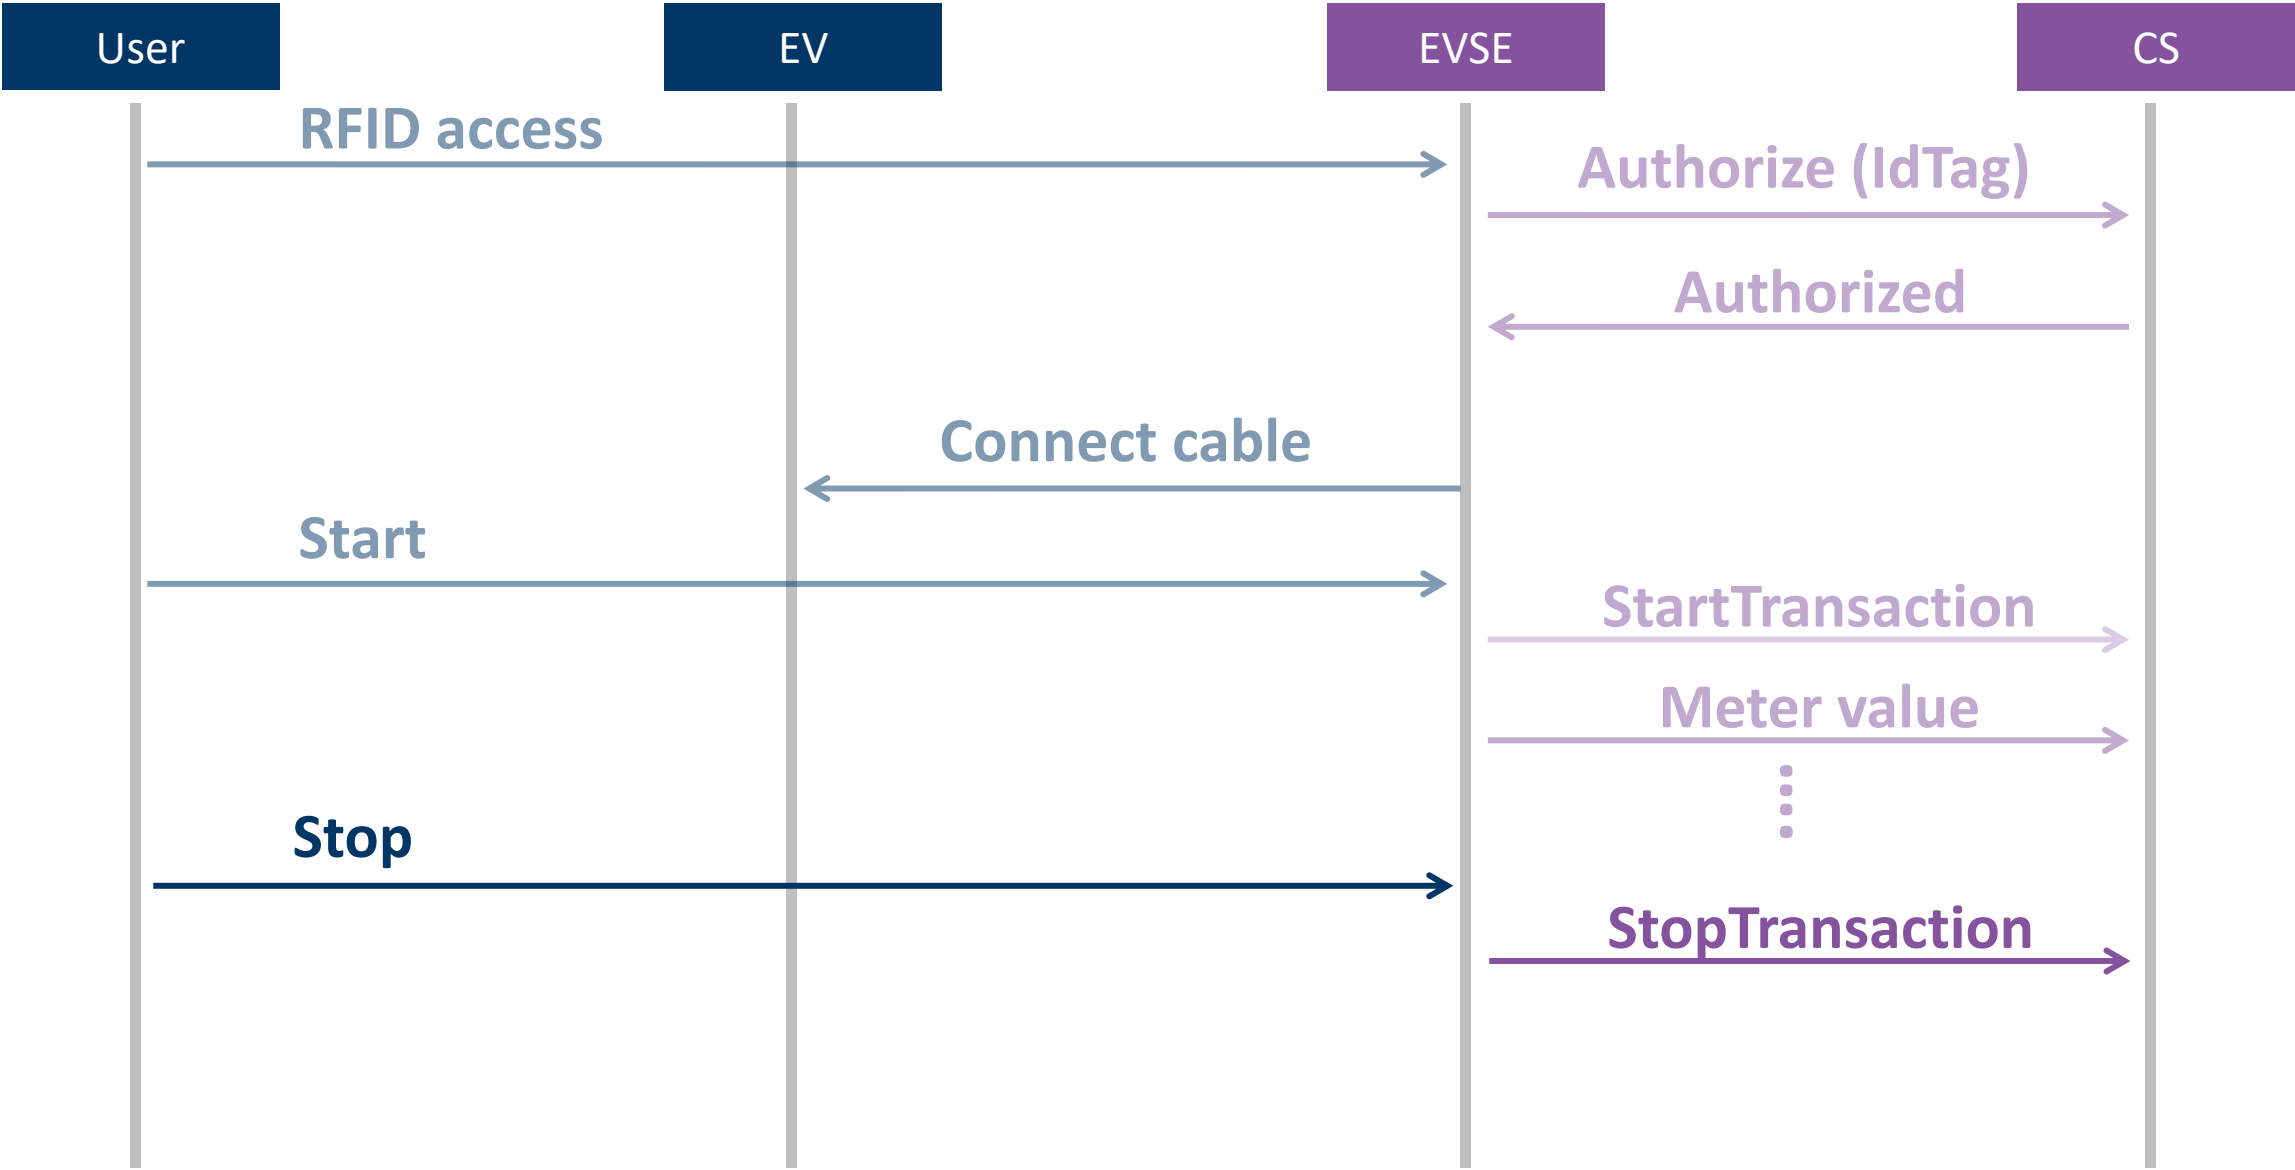 User
EV
EVSE
CS
RFID access
Authorize (IdTag)
Authorized
Connect cable
Start
StartTransaction
Meter value
Stop
StopTransaction